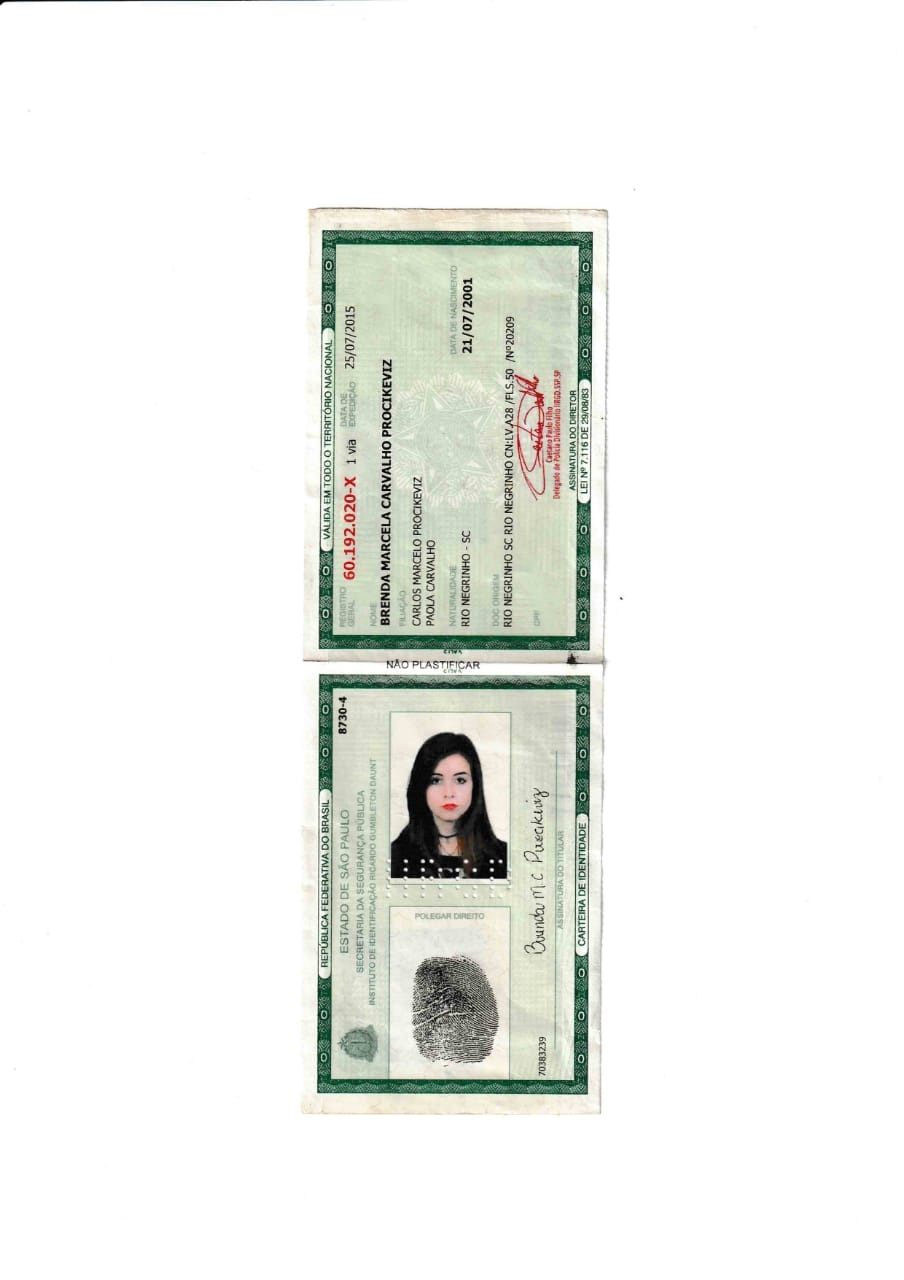 VÁLIDA EM TODO O TERRITÓRIO NACIONAL
REGISTRO GERAL 60.192.020-X 1 via DATA DE EXPEDIÇÃO 25/07/2015
NOME
BRENDA MARCELA CARVALHO PROCIKEVIZ
FILIAÇÃO
CARLOS MARCELO PROCIKEVIZ
PAOLA CARVALHO
NATURALIDADE DATA DE NASCIMENTO
RIO NEGRINHO - SC 21/07/2001
DOC ORIGEM
RIO NEGRINHO SC RIO NEGRINHO CN:LV.A28 /FLS.50 /Nº20209
CPF
Caetano Paulo Filho
Delegado de Polícia Divisionário IIRGD.SSP.SP
ASSINATURA DO DIRETOR
LEI Nº 7.116 DE 29/08/83
NÃO PLASTIFICAR
REPÚBLICA FEDERATIVA DO BRASIL
8730-4
ESTADO DE SÃO PAULO
SECRETARIA DA SEGURANÇA PÚBLICA
INSTITUTO DE IDENTIFICAÇÃO RICARDO GUMBLETON DAUNT
POLEGAR DIREITO
Brenda M. C. Procikeviz
70383239
ASSINATURA DO TITULAR
CARTEIRA DE IDENTIDADE